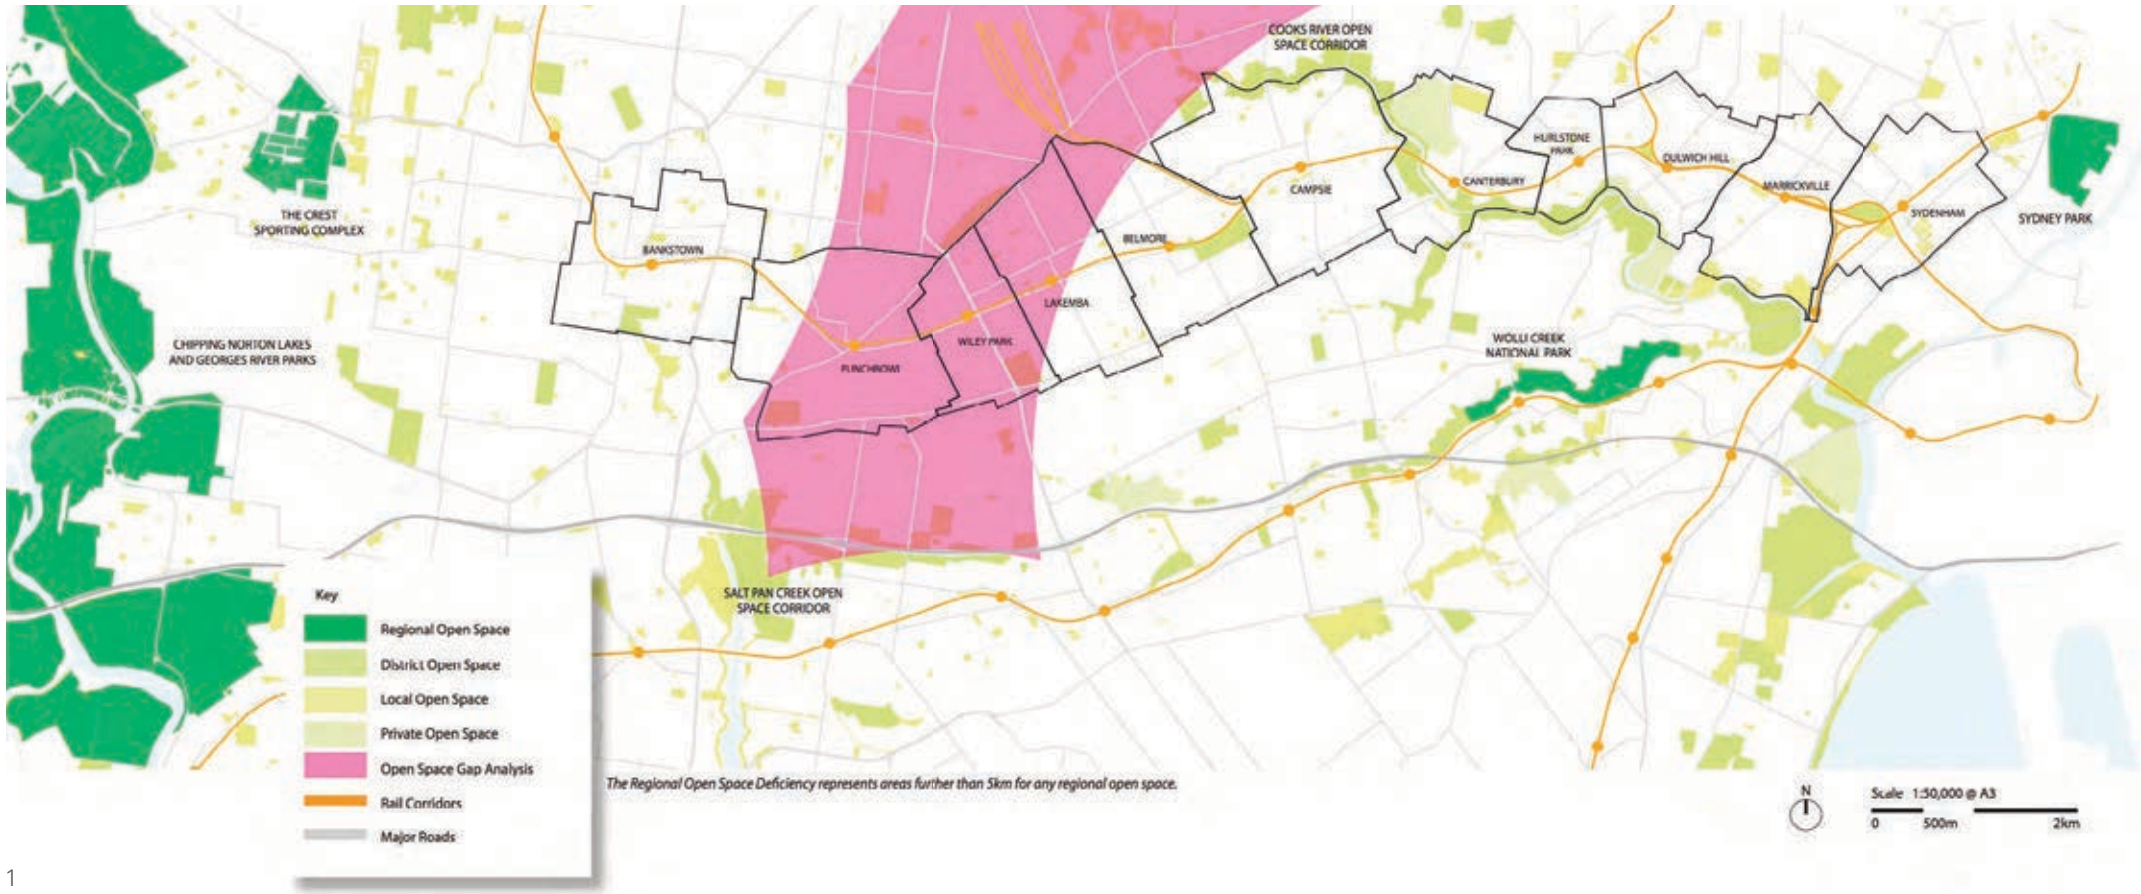 COOKS RIVER OPEN
SPACE CORRIDOR
THE CREST
SPORTING COMPLEX
BANKSTOWN
CHIPPING NORTON LAKES
AND GEORGES RIVER PARKS
PUNCHBOWL
WILEY PARK
LAKEMBA
BELMORE
CAMPSIE
CANTERBURY
HURLSTONE
PARK
DULWICH HILL
MARRICKVILLE
SYDENHAM
SYDNEY PARK
WOLLI CREEK
NATIONAL PARK
SALT PAN CREEK OPEN
SPACE CORRIDOR
Key
Regional Open Space
District Open Space
Local Open Space
Private Open Space
Open Space Gap Analysis
Rail Corridors
Major Roads
The Regional Open Space Deficiency represents areas further than 5km for any regional open space.
N
Scale 1:50,000 @ A3
0 500m 2km
1